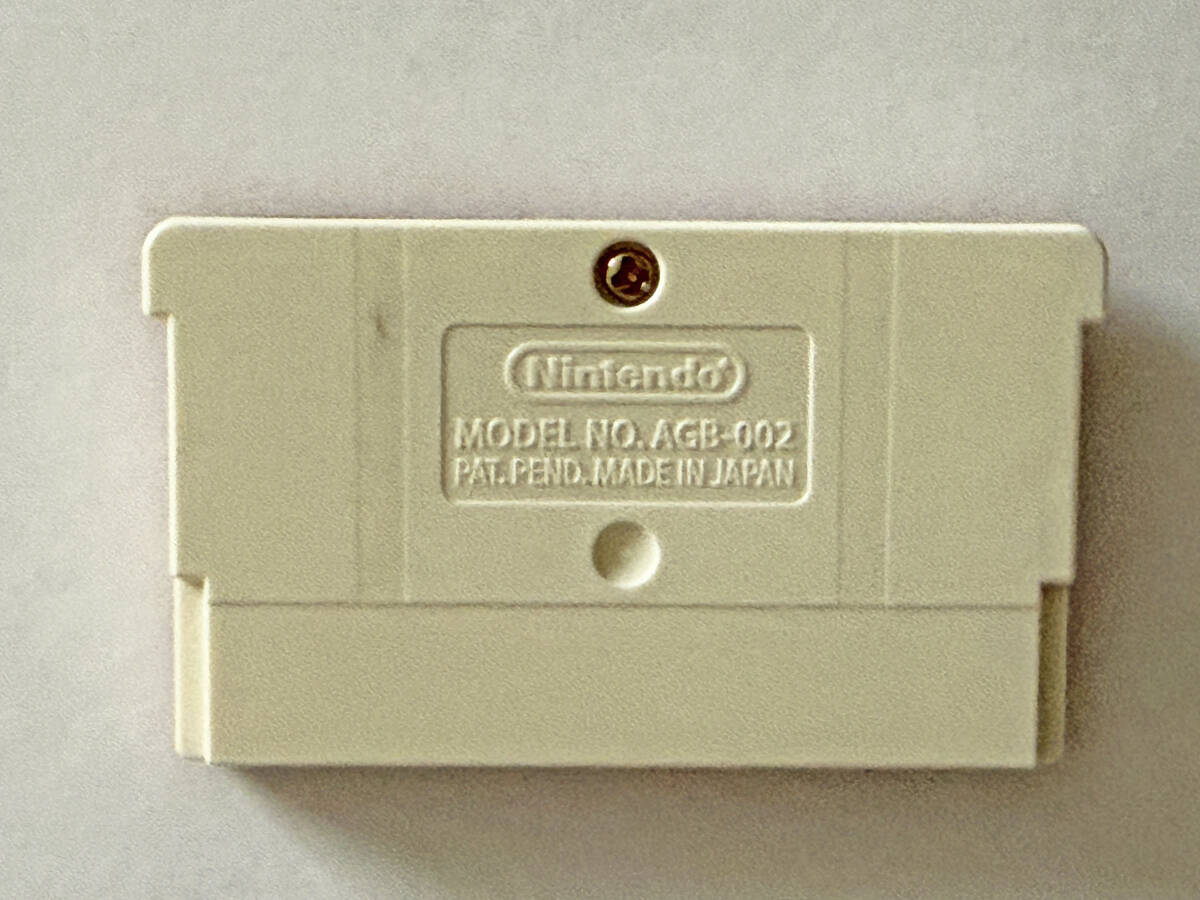 Nintendo
MODEL NO. AGB-002
PAT. PEND. MADE IN JAPAN